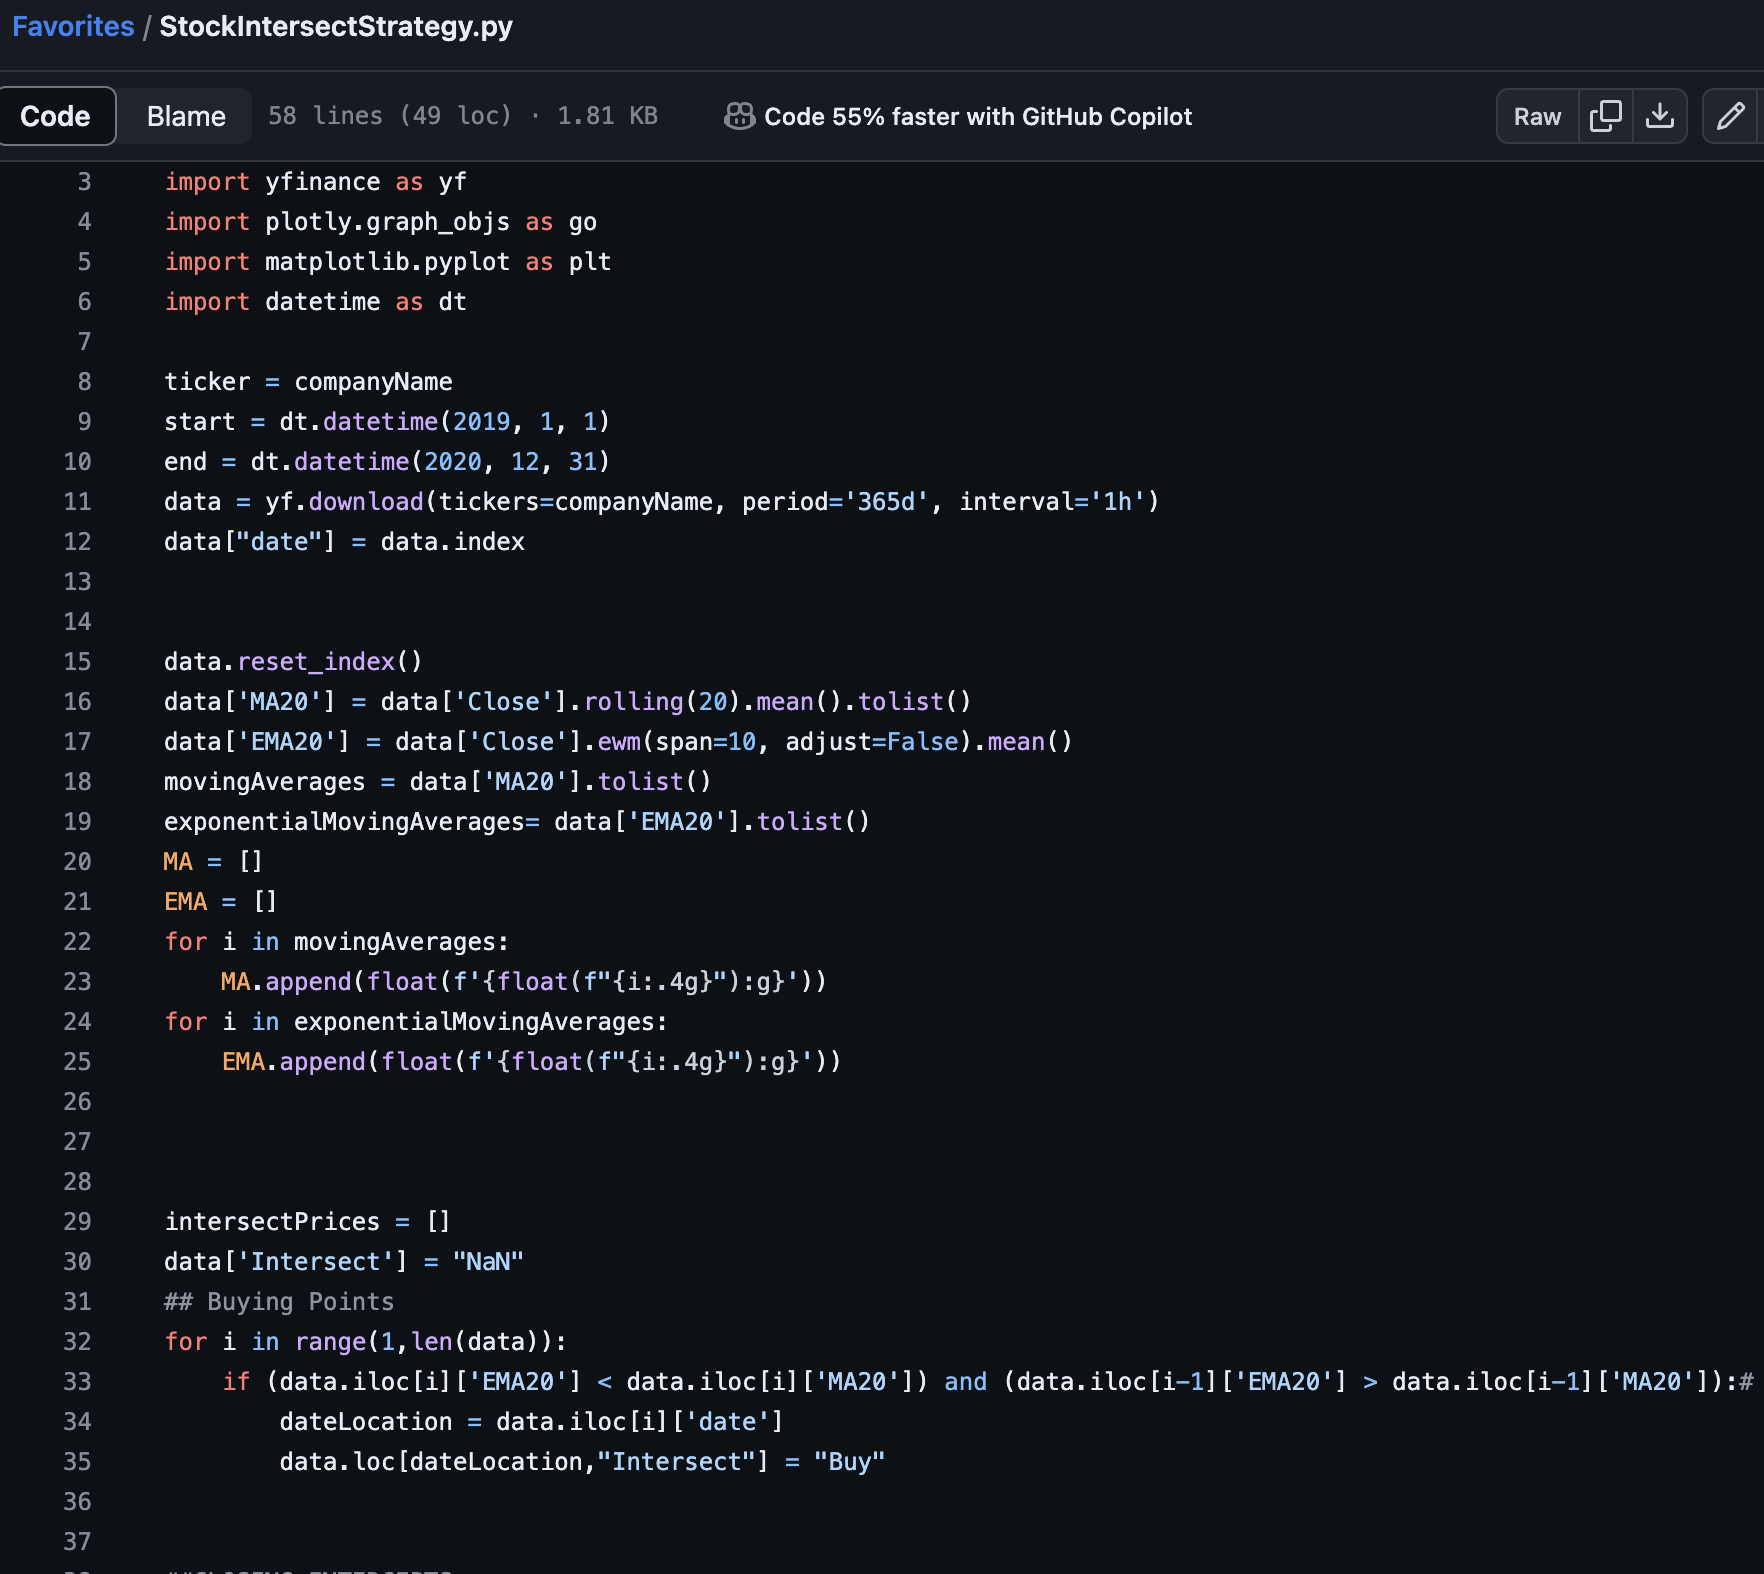 Favorites / StockIntersectStrategy.py
Code Blame 58 lines (49 loc) · 1.81 KB Code 55% faster with GitHub Copilot Raw
3 import yfinance as yf
4 import plotly.graph_objs as go
5 import matplotlib.pyplot as plt
6 import datetime as dt
7
8 ticker = companyName
9 start = dt.datetime(2019, 1, 1)
10 end = dt.datetime(2020, 12, 31)
11 data = yf.download(tickers=companyName, period='365d', interval='1h')
12 data["date"] = data.index
13
14
15 data.reset_index()
16 data['MA20'] = data['Close'].rolling(20).mean().tolist()
17 data['EMA20'] = data['Close'].ewm(span=10, adjust=False).mean()
18 movingAverages = data['MA20'].tolist()
19 exponentialMovingAverages= data['EMA20'].tolist()
20 MA = []
21 EMA = []
22 for i in movingAverages:
23     MA.append(float(f'{float(f"{i:.4g}"):g}'))
24 for i in exponentialMovingAverages:
25     EMA.append(float(f'{float(f"{i:.4g}"):g}'))
26
27
28
29 intersectPrices = []
30 data['Intersect'] = "NaN"
31 ## Buying Points
32 for i in range(1,len(data)):
33     if (data.iloc[i]['EMA20'] < data.iloc[i]['MA20']) and (data.iloc[i-1]['EMA20'] > data.iloc[i-1]['MA20']):#
34         dateLocation = data.iloc[i]['date']
35         data.loc[dateLocation,"Intersect"] = "Buy"
36
37